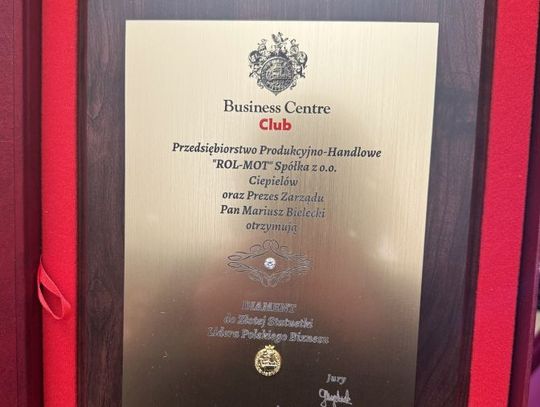 Business Centre
Club
Przedsiębiorstwo Produkcyjno-Handlowe
"ROL-MOT" Spółka z o.o.
Ciepielów
oraz Prezes Zarządu
Pan Mariusz Bielecki
otrzymują
DIAMENT
do Złotej Statuetki
Lidera Polskiego Biznesu
Jury